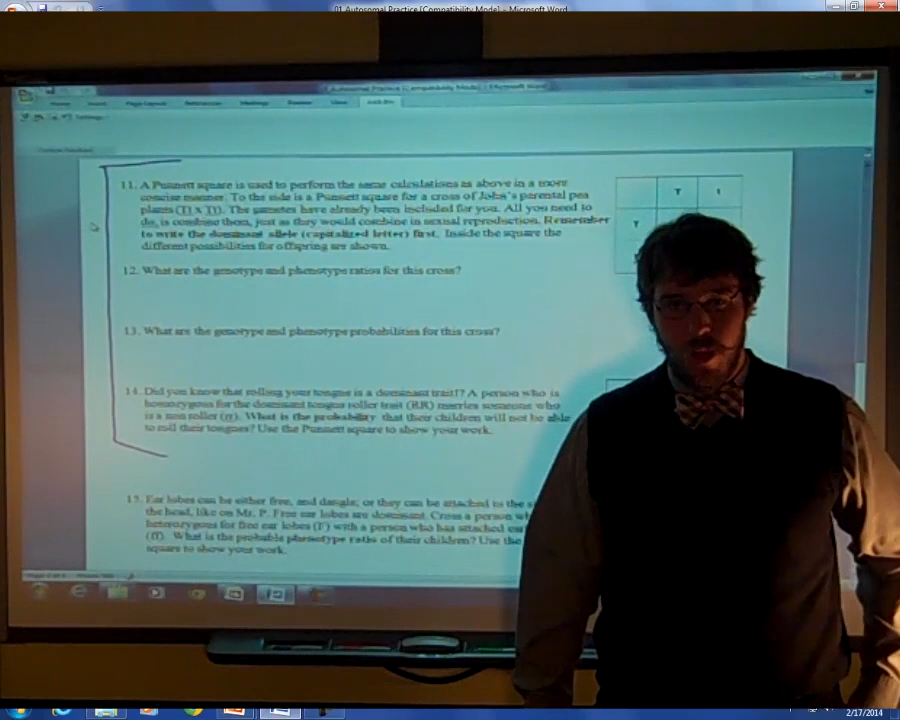 01 Autosomal Practice [Compatibility Mode] - Microsoft Word
Home Insert Page Layout References Mailings Review View
T t
11. A Punnett square is used to perform the same calculations as above in a more
concise manner. To the side is a Punnett square for a cross of John's parental pea
plants (Tt x Tt). The gametes have already been included for you. All you need to
do, is combine them, just as they would combine in sexual reproduction. Remember
T
to write the dominant allele (capitalized letter) first. Inside the square the
different possibilities for offspring are shown.
12. What are the genotype and phenotype ratios for this cross?
13. What are the genotype and phenotype probabilities for this cross?
14. Did you know that rolling your tongue is a dominant trait!? A person who is
homozygous for the dominant tongue roller trait (RR) marries someone who
is a non roller (rr). What is the probability that their children will not be able
to roll their tongues? Use the Punnett square to show your work.
15. Ear lobes can be either free, and dangle, or they can be attached to the
the head, like on Mr. P. Free ear lobes are dominant. Cross a person
heterozygous for free ear lobes (F) with a person who has attached
(ff). What is the probable phenotype ratio of their children? Use the
square to show your work.
2/17/2014